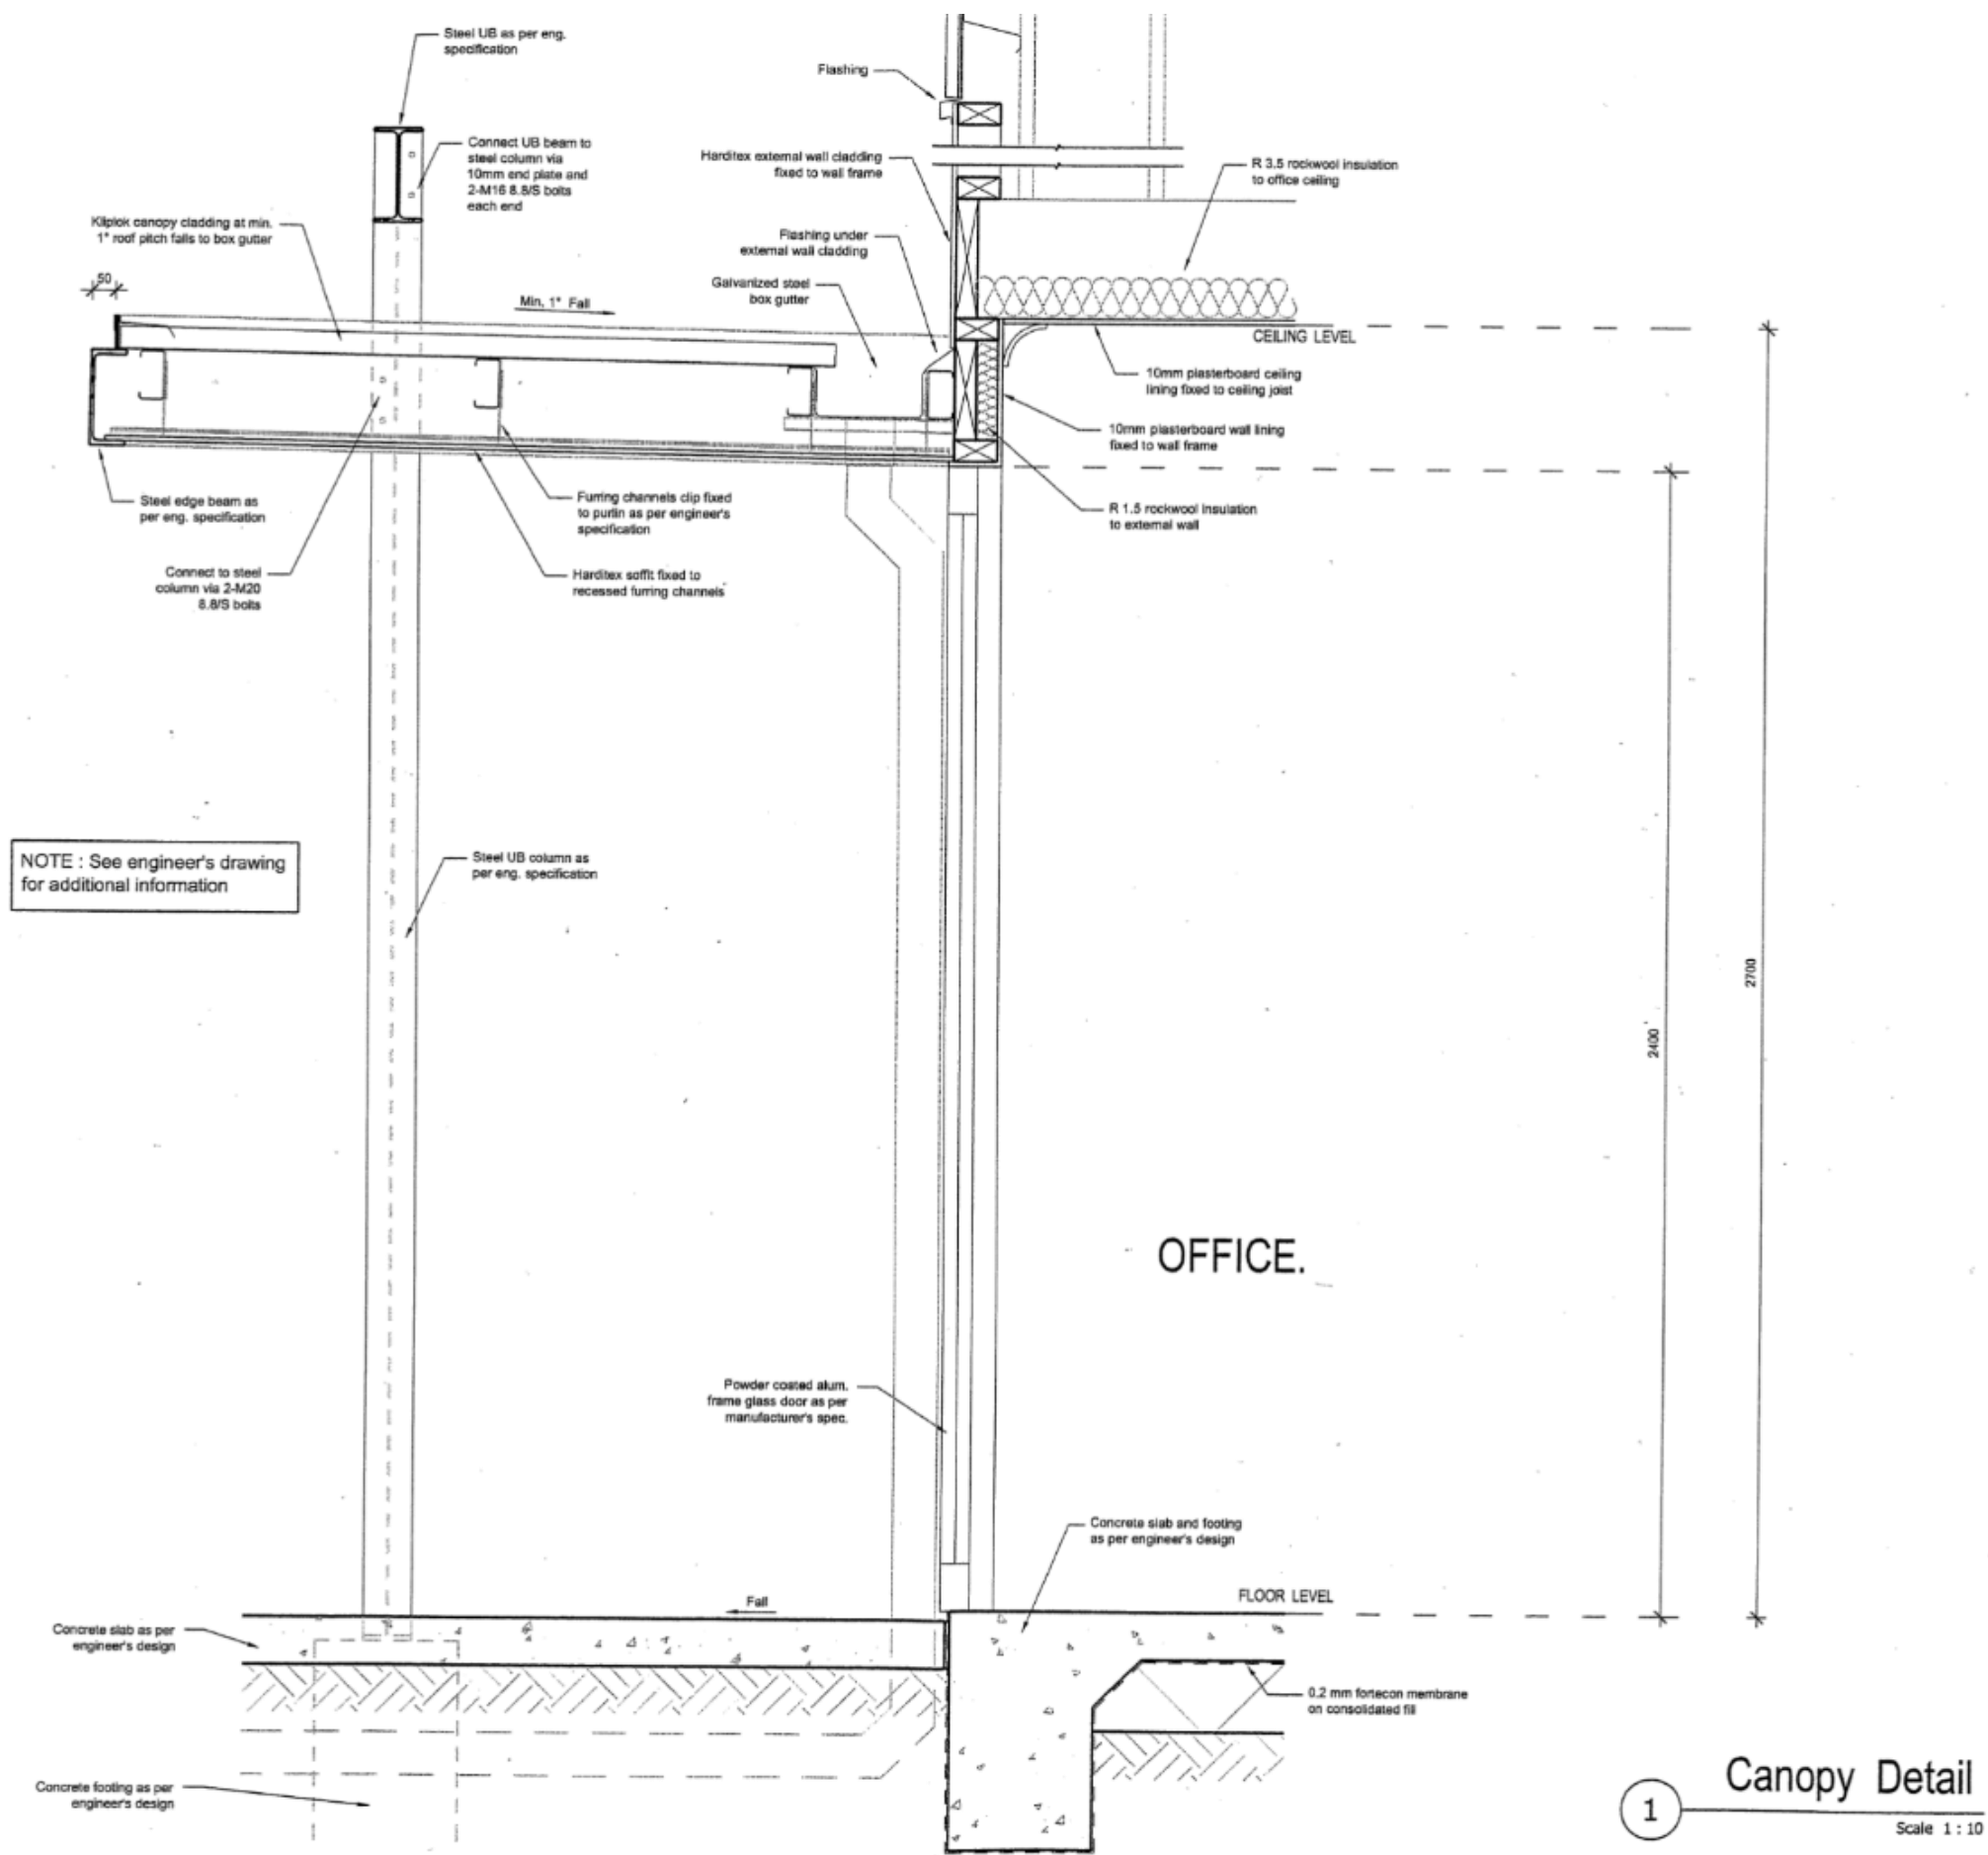 Steel UB as per eng.
specification
Flashing
Connect UB beam to
steel column via
10mm end plate and
2-M16 8.8/S bolts
each end
Harditex external wall cladding
fixed to wall frame
R 3.5 rockwool insulation
to office ceiling
Kliplok canopy cladding at min.
1° roof pitch falls to box gutter
Flashing under
external wall cladding
Galvanized steel
box gutter
50
Min. 1° Fall
CEILING LEVEL
10mm plasterboard ceiling
lining fixed to ceiling joist
10mm plasterboard wall lining
fixed to wall frame
Steel edge beam as
per eng. specification
Furring channels clip fixed
to purlin as per engineer's
specification
R 1.5 rockwool insulation
to external wall
Connect to steel
column via 2-M20
8.8/S bolts
Harditex soffit fixed to
recessed furring channels
NOTE : See engineer's drawing
for additional information
Steel UB column as
per eng. specification
2700
2400
OFFICE.
Powder coated alum.
frame glass door as per
manufacturer's spec.
Concrete slab and footing
as per engineer's design
FLOOR LEVEL
Fall
Concrete slab as per
engineer's design
0.2 mm fortecon membrane
on consolidated fill
Concrete footing as per
engineer's design
1
Canopy Detail
Scale 1 : 10